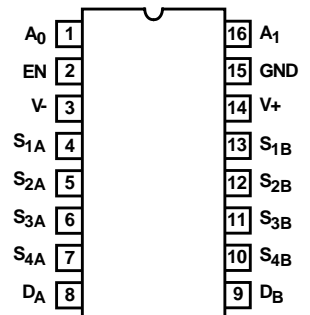 A0 1 16 A1
EN 2 15 GND
V- 3 14 V+
S1A 4 13 S1B
S2A 5 12 S2B
S3A 6 11 S3B
S4A 7 10 S4B
DA 8 9 DB